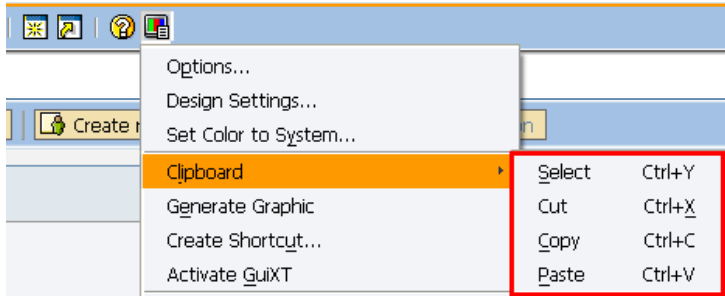 Options...
Design Settings...
Create
Set Color to System...
Clipboard
Select Ctrl+Y
Generate Graphic
Cut Ctrl+X
Create Shortcut...
Copy Ctrl+C
Activate GuiXT
Paste Ctrl+V